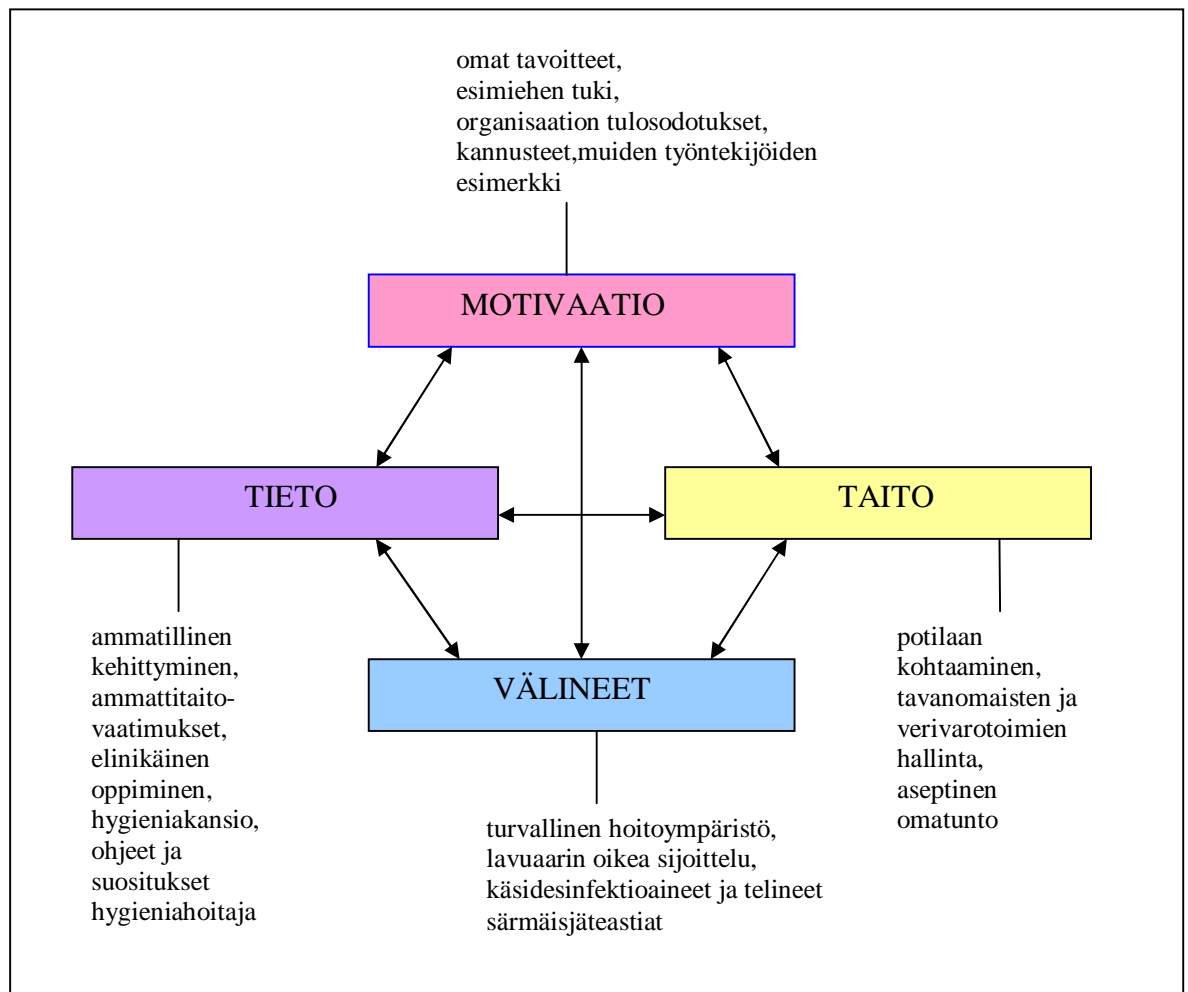 omat tavoitteet,
esimiehen tuki,
organisaation tulosodotukset,
kannusteet,muiden työntekijöiden
esimerkki
MOTIVAATIO
TIETO
TAITO
ammatillinen
kehittyminen,
ammattitaito-
vaatimukset,
elinikäinen
oppiminen,
hygieniakansio,
ohjeet ja
suositukset
hygieniahoitaja
VÄLINEET
turvallinen hoitoympäristö,
lavuaarin oikea sijoittelu,
käsidesinfektioaineet ja telineet
särmäisjäteastiat
potilaan
kohtaaminen,
tavanomaisten ja
verivarotoimien
hallinta,
aseptinen
omatunto